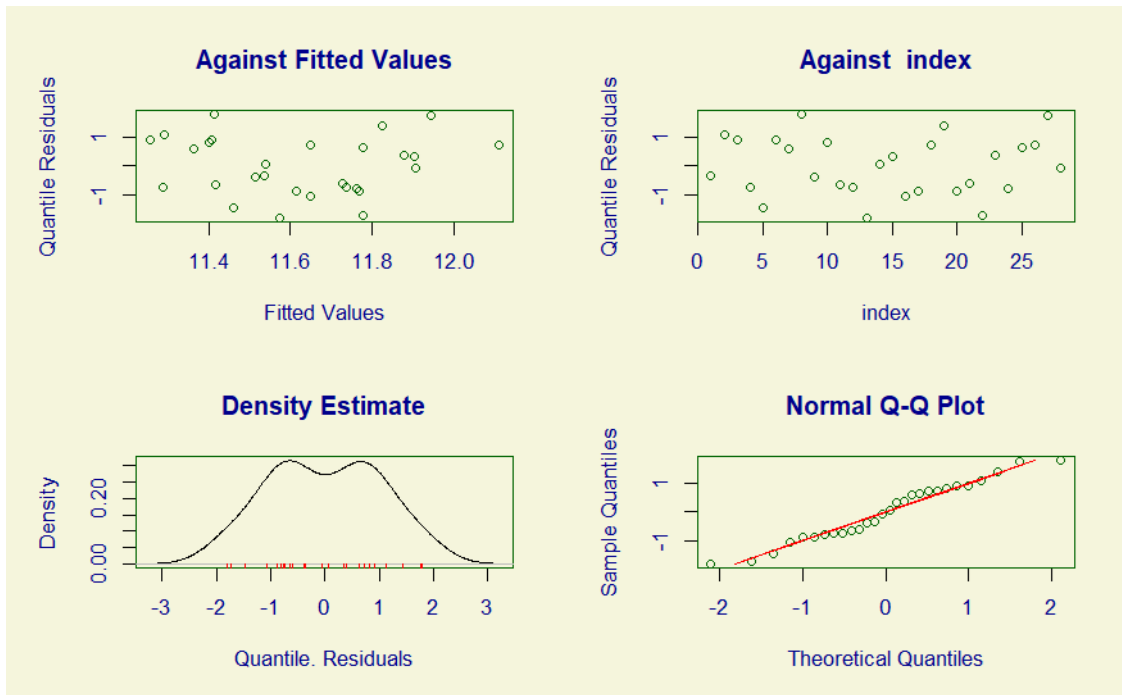 Against Fitted Values
Quantile Residuals
-1 1
11.4 11.6 11.8 12.0
Fitted Values
Against  index
Quantile Residuals
-1 1
0 5 10 15 20 25
index
Density Estimate
Density
0.00 0.20
-3 -2 -1 0 1 2 3
Quantile. Residuals
Normal Q-Q Plot
Sample Quantiles
-1 1
-2 -1 0 1 2
Theoretical Quantiles